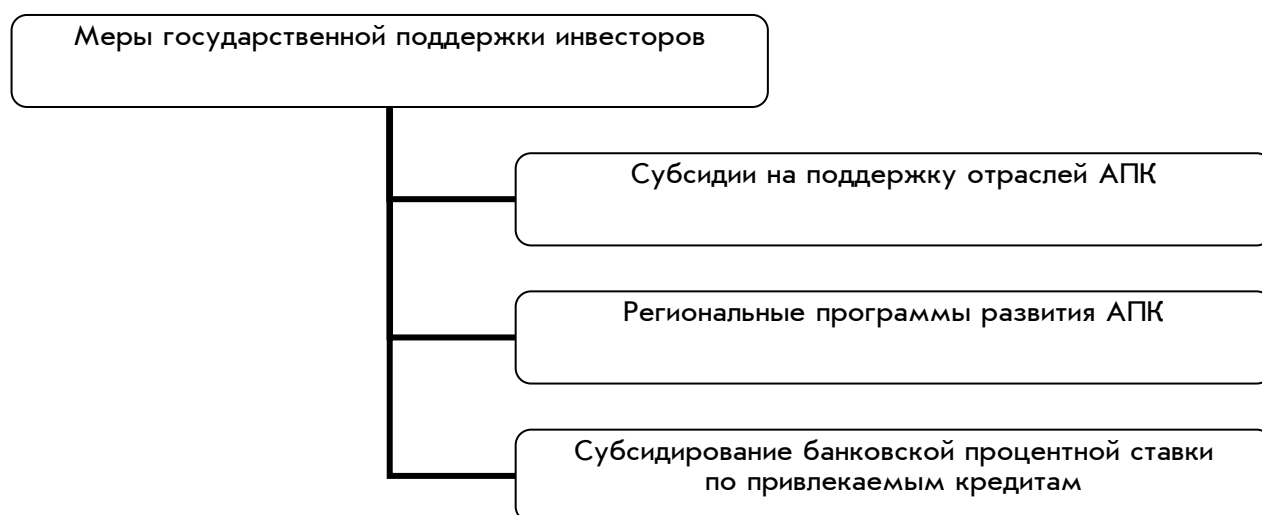 Меры государственной поддержки инвесторов
Субсидии на поддержку отраслей АПК
Региональные программы развития АПК
Субсидирование банковской процентной ставки
по привлекаемым кредитам